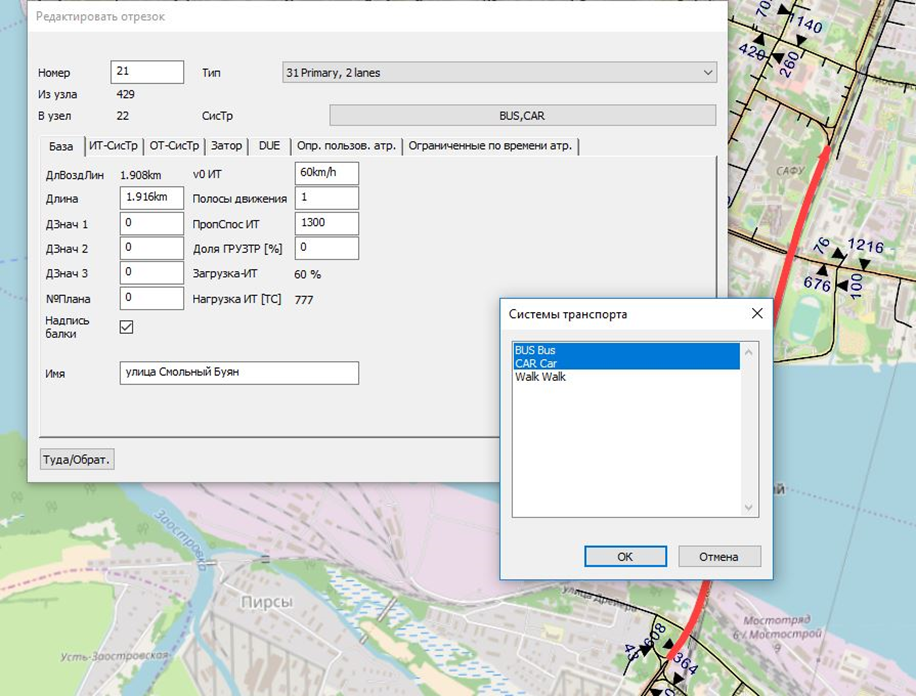 Редактировать отрезок
Номер 21 Тип 31 Primary, 2 lanes
Из узла 429
В узел 22 СисТр BUS,CAR
База ИТ-СисТр ОТ-СисТр Затор DUE Опр. пользов. атр. Ограниченные по времени атр.
ДлВоздЛин 1.908km v0 ИТ 60km/h
Длина 1.916km Полосы движения 1
ДЗнач 1 0 ПропСпос ИТ 1300
ДЗнач 2 0 Доля ГРУЗТР [%] 0
ДЗнач 3 0 Загрузка-ИТ 60 %
№Плана 0 Нагрузка ИТ [ТС] 777
Надпись
балки
Имя улица Смольный Буян
Туда/Обрат.
Системы транспорта
BUS Bus
CAR Car
Walk Walk
OK Отмена
1140
420
260
САФУ
76
1216
676
100
Зоостровка
Пирсы
Усть-Зоостровская
улица Дрейера
Мостотряд
6 / Мостострой
9
608
43
364